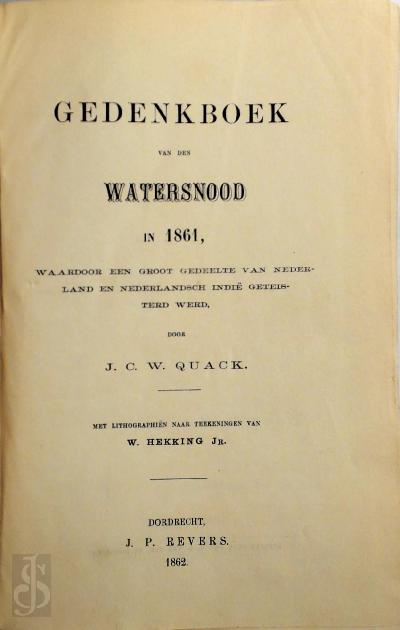 GEDENKBOEK
VAN DEN
WATERSNOOD
IN 1861,
WAARDOOR EEN GROOT GEDEELTE VAN NEDER-
LAND EN NEDERLANDSCH INDIË GETEIS-
TERD WERD,
DOOR
J. C. W. QUACK.
MET LITHOGRAPHIËN NAAR TEEKENINGEN VAN
W. HEKKING JR.
DORDRECHT,
J. P. REVERS.
1862.